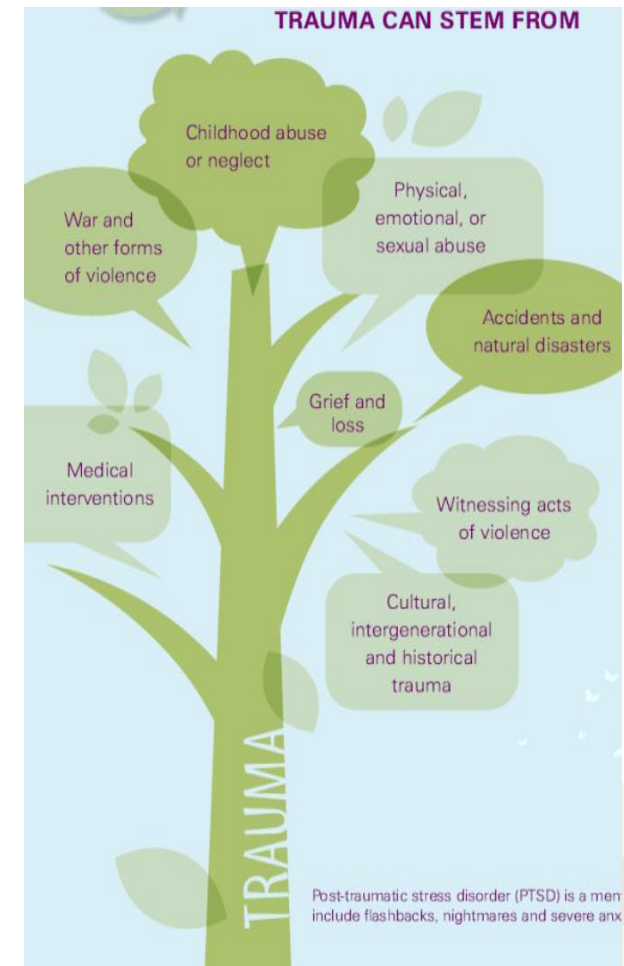 TRAUMA CAN STEM FROM
Childhood abuse
or neglect
Physical,
emotional, or
sexual abuse
War and
other forms
of violence
Accidents and
natural disasters
Grief and
loss
Medical
interventions
Witnessing acts
of violence
Cultural,
intergenerational
and historical
trauma
TRAUMA
Post-traumatic stress disorder (PTSD) is a
include flashbacks, nightmares and severe